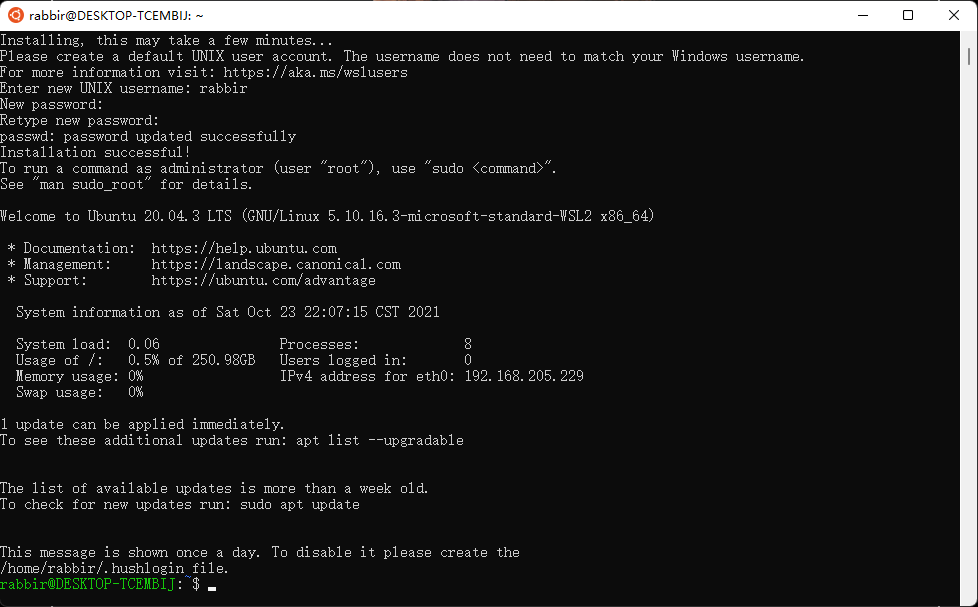 rabbir@DESKTOP-TCEMBIJ: ~
Installing, this may take a few minutes...
Please create a default UNIX user account. The username does not need to match your Windows username.
For more information visit: https://aka.ms/wslusers
Enter new UNIX username: rabbir
New password:
Retype new password:
passwd: password updated successfully
Installation successful!
To run a command as administrator (user "root"), use "sudo <command>".
See "man sudo_root" for details.
Welcome to Ubuntu 20.04.3 LTS (GNU/Linux 5.10.16.3-microsoft-standard-WSL2 x86_64)
* Documentation:  https://help.ubuntu.com
* Management:     https://landscape.canonical.com
* Support:        https://ubuntu.com/advantage
System information as of Sat Oct 23 22:07:15 CST 2021
System load:  0.06               Processes:             8
Usage of /:   0.5% of 250.98GB   Users logged in:       0
Memory usage: 0%                 IPv4 address for eth0: 192.168.205.229
Swap usage:   0%
1 update can be applied immediately.
To see these additional updates run: apt list --upgradable
The list of available updates is more than a week old.
To check for new updates run: sudo apt update
This message is shown once a day. To disable it please create the
/home/rabbir/.hushlogin file.
rabbir@DESKTOP-TCEMBIJ:~$